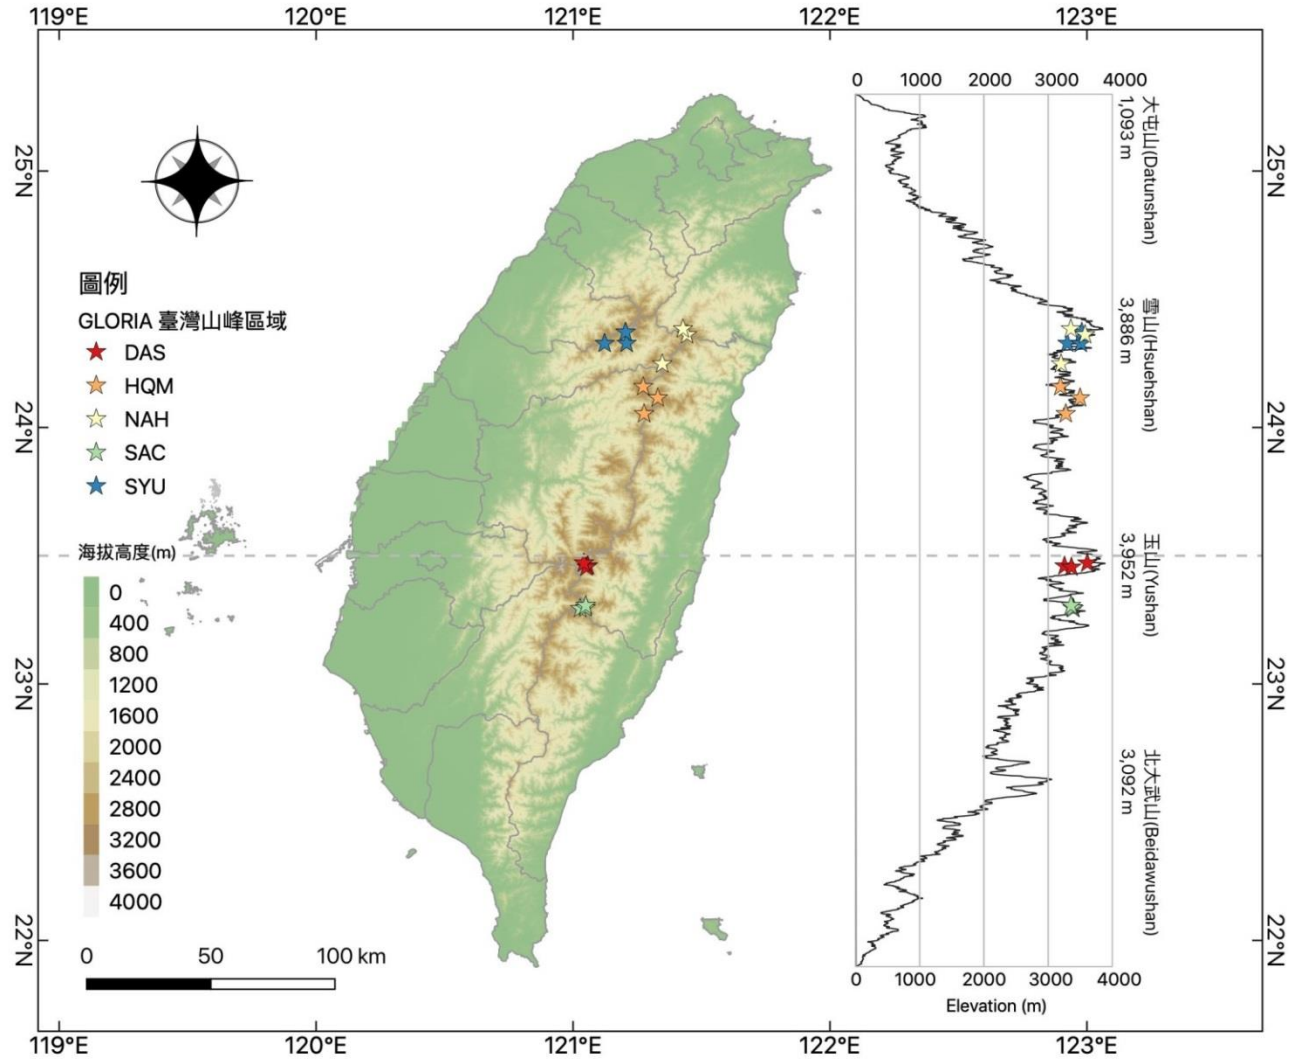 119°E 120°E 121°E 122°E 123°E
0 1000 2000 3000 4000
25°N
24°N
23°N
22°N
圖例
GLORIA 臺灣山峰區域
DAS
HQM
NAH
SAC
SYU
海拔高度(m)
0
400
800
1200
1600
2000
2400
2800
3200
3600
4000
0 50 100 km
大屯山(Datunshan)
1,093 m
雪山(Hsuehshan)
3,886 m
玉山(Yushan)
3,952 m
北大武山(Beidawushan)
3,092 m
25°N
24°N
23°N
22°N
0 1000 2000 3000 4000
Elevation (m)
119°E 120°E 121°E 122°E 123°E